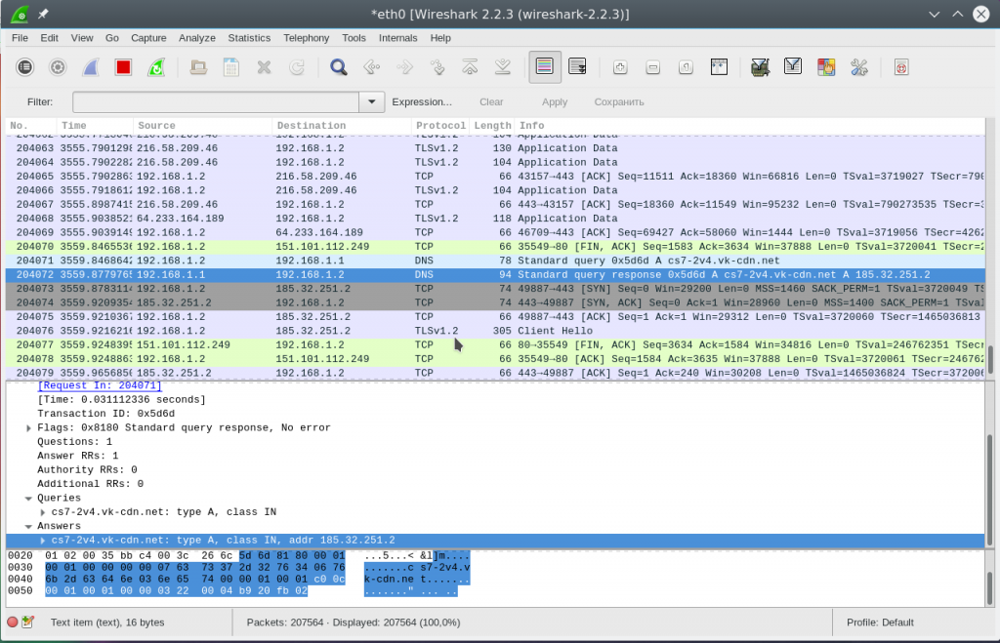 *eth0 [Wireshark 2.2.3 (wireshark-2.2.3)]
File Edit View Go Capture Analyze Statistics Telephony Tools Internals Help
Filter: Expression... Clear Apply Сохранить
No. Time Source Destination Protocol Length Info
204063 3555.7901298 216.58.209.46 192.168.1.2 TLSv1.2 130 Application Data
204064 3555.7902282 216.58.209.46 192.168.1.2 TLSv1.2 104 Application Data
204065 3555.7902863 192.168.1.2 216.58.209.46 TCP 66 43157→443 [ACK] Seq=11511 Ack=18360 Win=66816 Len=0 TSval=3719027 TSecr=790
204066 3555.7918612 192.168.1.2 216.58.209.46 TLSv1.2 104 Application Data
204067 3555.8987415 216.58.209.46 192.168.1.2 TCP 66 443→43157 [ACK] Seq=18360 Ack=11549 Win=95232 Len=0 TSval=790273535 TSecr=3
204068 3555.9038521 64.233.164.189 192.168.1.2 TLSv1.2 118 Application Data
204069 3555.9039149 192.168.1.2 64.233.164.189 TCP 66 46709→443 [ACK] Seq=69427 Ack=58060 Win=1444 Len=0 TSval=3719056 TSecr=4262
204070 3559.8465536 192.168.1.2 151.101.112.249 TCP 66 35549→80 [FIN, ACK] Seq=1583 Ack=3634 Win=37888 Len=0 TSval=3720041 TSecr=2
204071 3559.8468642 192.168.1.2 192.168.1.1 DNS 78 Standard query 0x5d6d A cs7-2v4.vk-cdn.net
204072 3559.8779765 192.168.1.1 192.168.1.2 DNS 94 Standard query response 0x5d6d A cs7-2v4.vk-cdn.net A 185.32.251.2
204073 3559.8783114 192.168.1.2 185.32.251.2 TCP 74 49887→443 [SYN] Seq=0 Win=29200 Len=0 MSS=1460 SACK_PERM=1 TSval=3720049 TS
204074 3559.9209354 185.32.251.2 192.168.1.2 TCP 74 443→49887 [SYN, ACK] Seq=0 Ack=1 Win=28960 Len=0 MSS=1400 SACK_PERM=1 TSval
204075 3559.9210367 192.168.1.2 185.32.251.2 TCP 66 49887→443 [ACK] Seq=1 Ack=1 Win=29312 Len=0 TSval=3720060 TSecr=1465036813
204076 3559.9216216 192.168.1.2 185.32.251.2 TLSv1.2 305 Client Hello
204077 3559.9248395 151.101.112.249 192.168.1.2 TCP 66 80→35549 [FIN, ACK] Seq=3634 Ack=1584 Win=34816 Len=0 TSval=246762351 TSecr
204078 3559.9248863 192.168.1.2 151.101.112.249 TCP 66 35549→80 [ACK] Seq=1584 Ack=3635 Win=37888 Len=0 TSval=3720061 TSecr=24676
204079 3559.9656850 185.32.251.2 192.168.1.2 TCP 66 443→49887 [ACK] Seq=1 Ack=240 Win=30208 Len=0 TSval=1465036824 TSecr=372006
[Request In: 204071]
[Time: 0.031112336 seconds]
Transaction ID: 0x5d6d
Flags: 0x8180 Standard query response, No error
Questions: 1
Answer RRs: 1
Authority RRs: 0
Additional RRs: 0
Queries
cs7-2v4.vk-cdn.net: type A, class IN
Answers
cs7-2v4.vk-cdn.net: type A, class IN, addr 185.32.251.2
0020 01 02 00 35 bb c4 00 3c 26 6c 5d 6d 81 80 00 01 ...5...< &l]m....
0030 00 01 00 00 00 00 07 63 73 37 2d 32 76 34 06 76 .......c s7-2v4.v
0040 6b 2d 63 64 6e 03 6e 65 74 00 00 01 00 01 c0 0c k-cdn.ne t.......
0050 00 01 00 01 00 00 03 22 00 04 b9 20 fb 02 ......." ... ..
Text item (text), 16 bytes Packets: 207564 · Displayed: 207564 (100,0%) Profile: Default